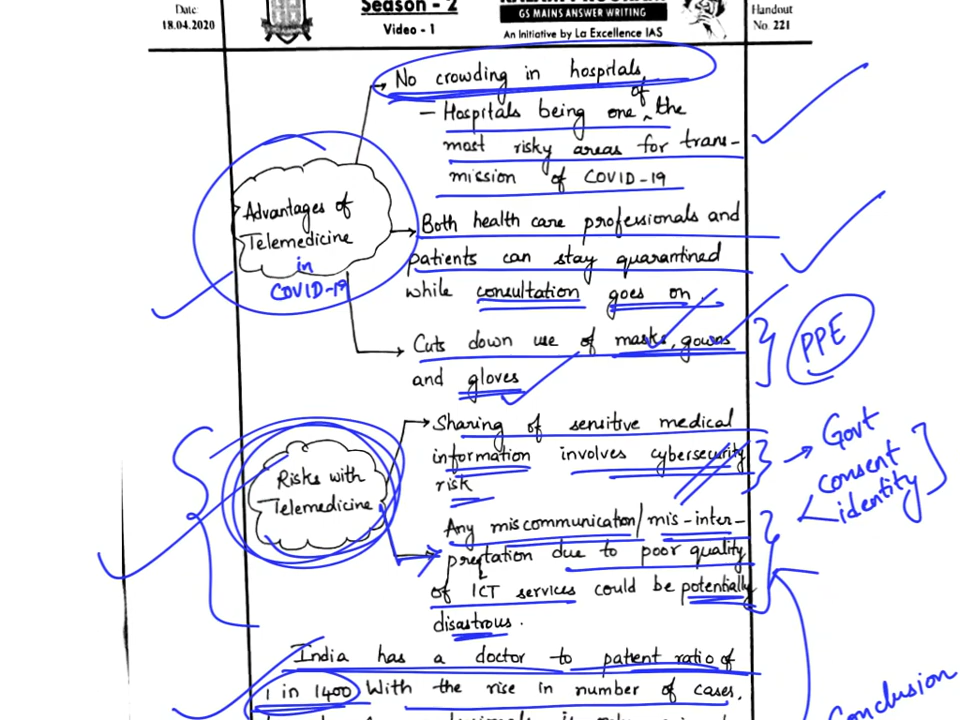 Date:
18.04.2020
Season - 2
Video - 1
GS MAINS ANSWER WRITING
An Initiative by La Excellence IAS
Handout
No. 221
No crowding in hospitals
- Hospitals being one of the
most risky areas for trans-
mission of COVID-19
Advantages of
Telemedicine
in
COVID-19
Both health care professionals and
patients can stay quarantined
while consultation goes on.
Cuts down use of masks, gowns
and gloves
PPE
Risks with
Telemedicine
Sharing of sensitive medical
information involves cybersecurity
risk
Govt
consent
identity
Any miscommunication/mis-inter-
pretation due to poor quality
of ICT services could be potentially
disastrous.
India has a doctor to patient ratio of
1 in 1400 With the rise in number of cases,
Conclusion